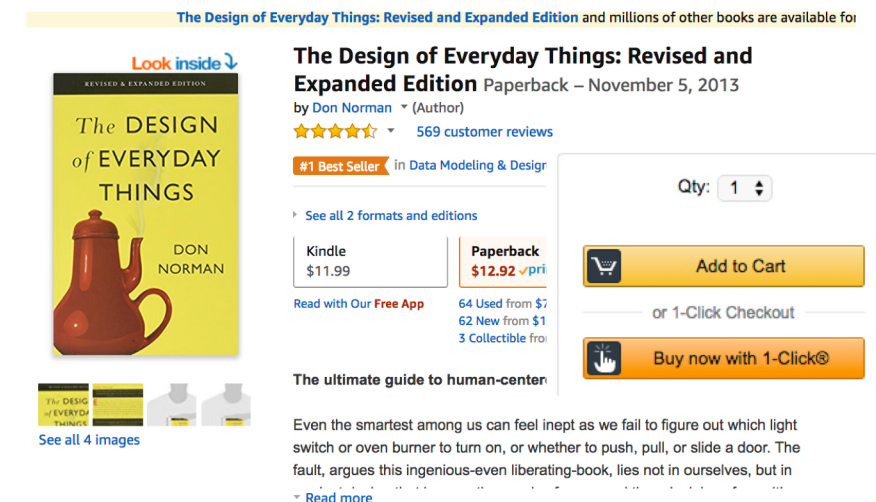 The Design of Everyday Things: Revised and Expanded Edition and millions of other books are available for
Look inside
REVISED & EXPANDED EDITION
The DESIGN
of EVERYDAY
THINGS
DON
NORMAN
See all 4 images
The Design of Everyday Things: Revised and
Expanded Edition Paperback – November 5, 2013
by Don Norman (Author)
569 customer reviews
#1 Best Seller in Data Modeling & Design
See all 2 formats and editions
Kindle
$11.99
Paperback
$12.92
Read with Our Free App
64 Used from $7
62 New from $1
3 Collectible
The ultimate guide to
Even the smartest among us can feel inept as we fail to figure out which light
switch or oven burner to turn on, or whether to push, pull, or slide a door. The
fault, argues this ingenious-even liberating-book, lies not in ourselves, but in
Read more
Qty: 1
Add to Cart
or 1-Click Checkout
Buy now with 1-Click®